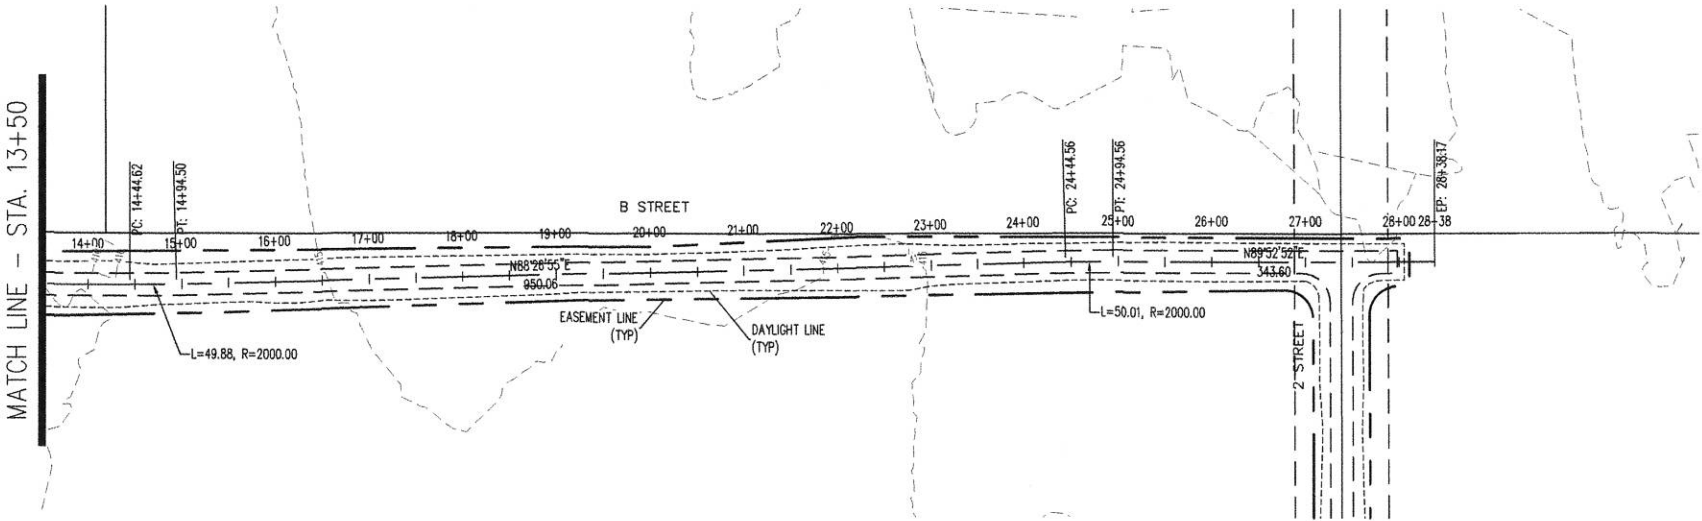 MATCH LINE - STA. 13+50
PC: 14+44.62
PT: 14+94.50
B STREET
PC: 24+44.56
PT: 24+94.56
EP: 28+38.17
14+00 15+00 16+00 17+00 18+00 19+00 20+00 21+00 22+00 23+00 24+00 25+00 26+00 27+00 28+00 28+38
N88°26'55"E
950.06
N89°52'52"E
343.60
L=49.88, R=2000.00
EASEMENT LINE
(TYP)
DAYLIGHT LINE
(TYP)
L=50.01, R=2000.00
2 STREET